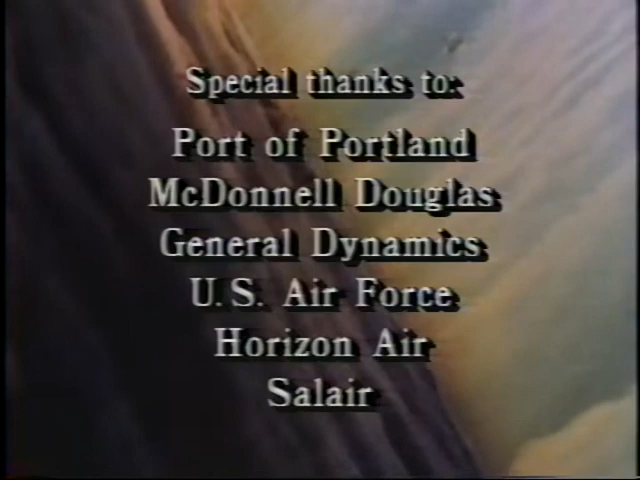 Special thanks to:
Port of Portland
McDonnell Douglas
General Dynamics
U.S. Air Force
Horizon Air
Salair